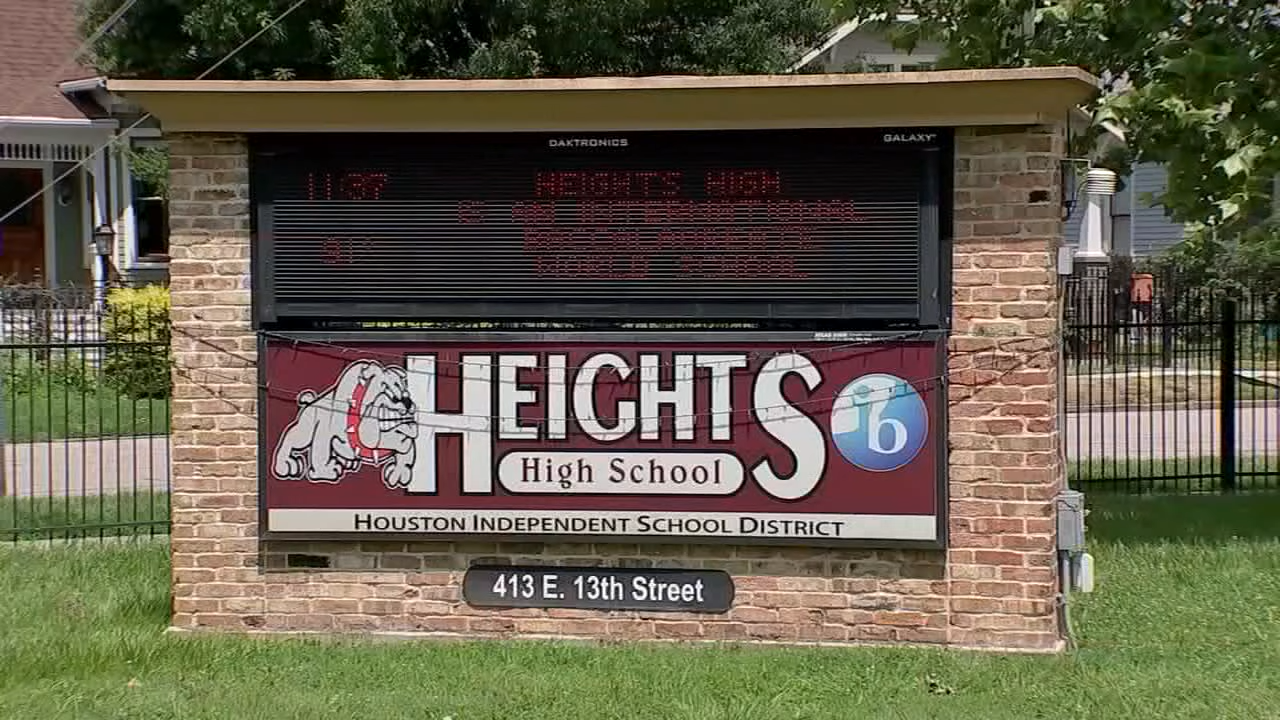 DAKTRONICS
GALAXY
11:37
HEIGHTS HIGH
IS AN INTERNATIONAL
BACCALAUREATE
91°
WORLD SCHOOL
HEIGHTS
High School
b
HOUSTON INDEPENDENT SCHOOL DISTRICT
413 E. 13th Street